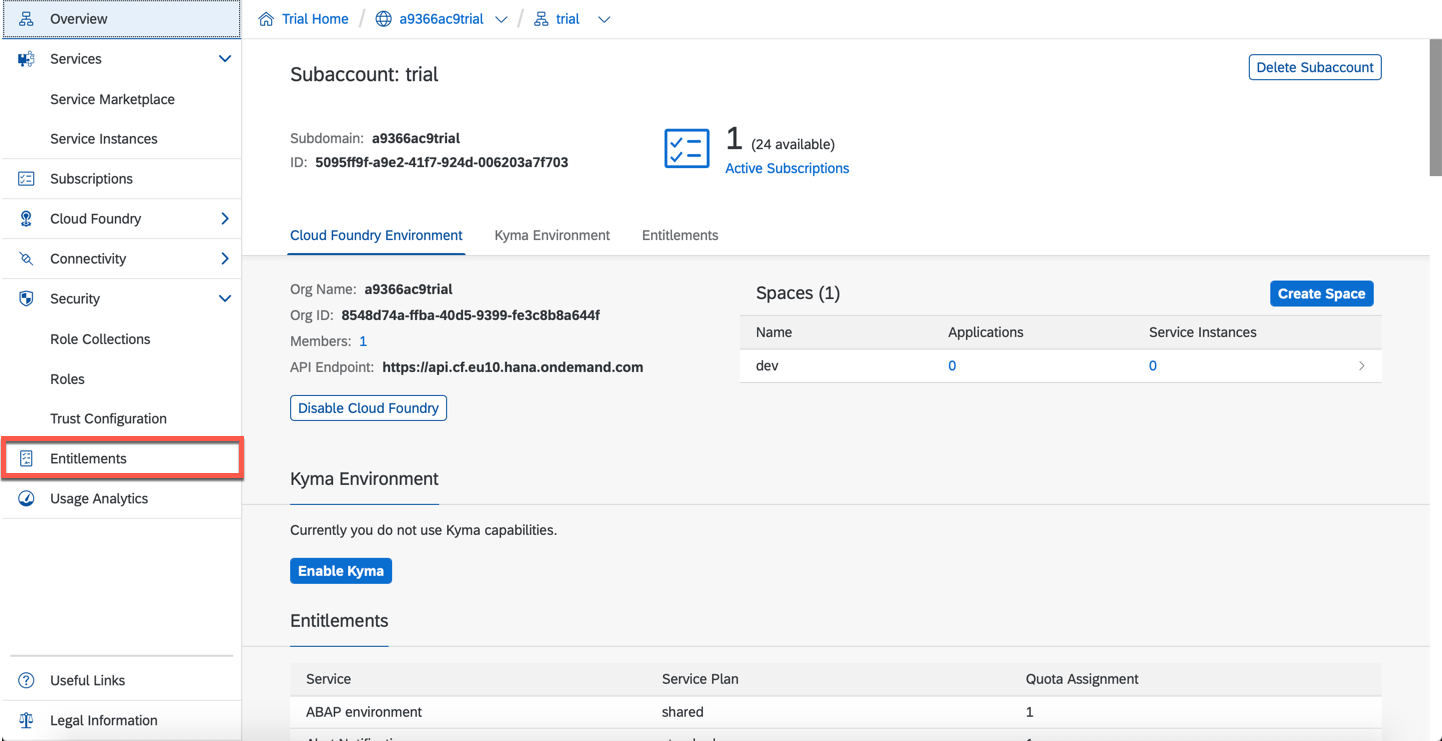 Overview
Services
Service Marketplace
Service Instances
Subscriptions
Cloud Foundry
Connectivity
Security
Role Collections
Roles
Trust Configuration
Entitlements
Usage Analytics
Useful Links
Legal Information
Trial Home / a9366ac9trial / trial
Subaccount: trial
Delete Subaccount
Subdomain: a9366ac9trial
ID: 5095ff9f-a9e2-41f7-924d-006203a7f703
1 (24 available)
Active Subscriptions
Cloud Foundry Environment Kyma Environment Entitlements
Org Name: a9366ac9trial
Org ID: 8548d74a-ffba-40d5-9399-fe3c8b8a644f
Members: 1
API Endpoint: https://api.cf.eu10.hana.ondemand.com
Disable Cloud Foundry
Spaces (1)
Create Space
Name Applications Service Instances
dev 0 0
Kyma Environment
Currently you do not use Kyma capabilities.
Enable Kyma
Entitlements
Service Service Plan Quota Assignment
ABAP environment shared 1